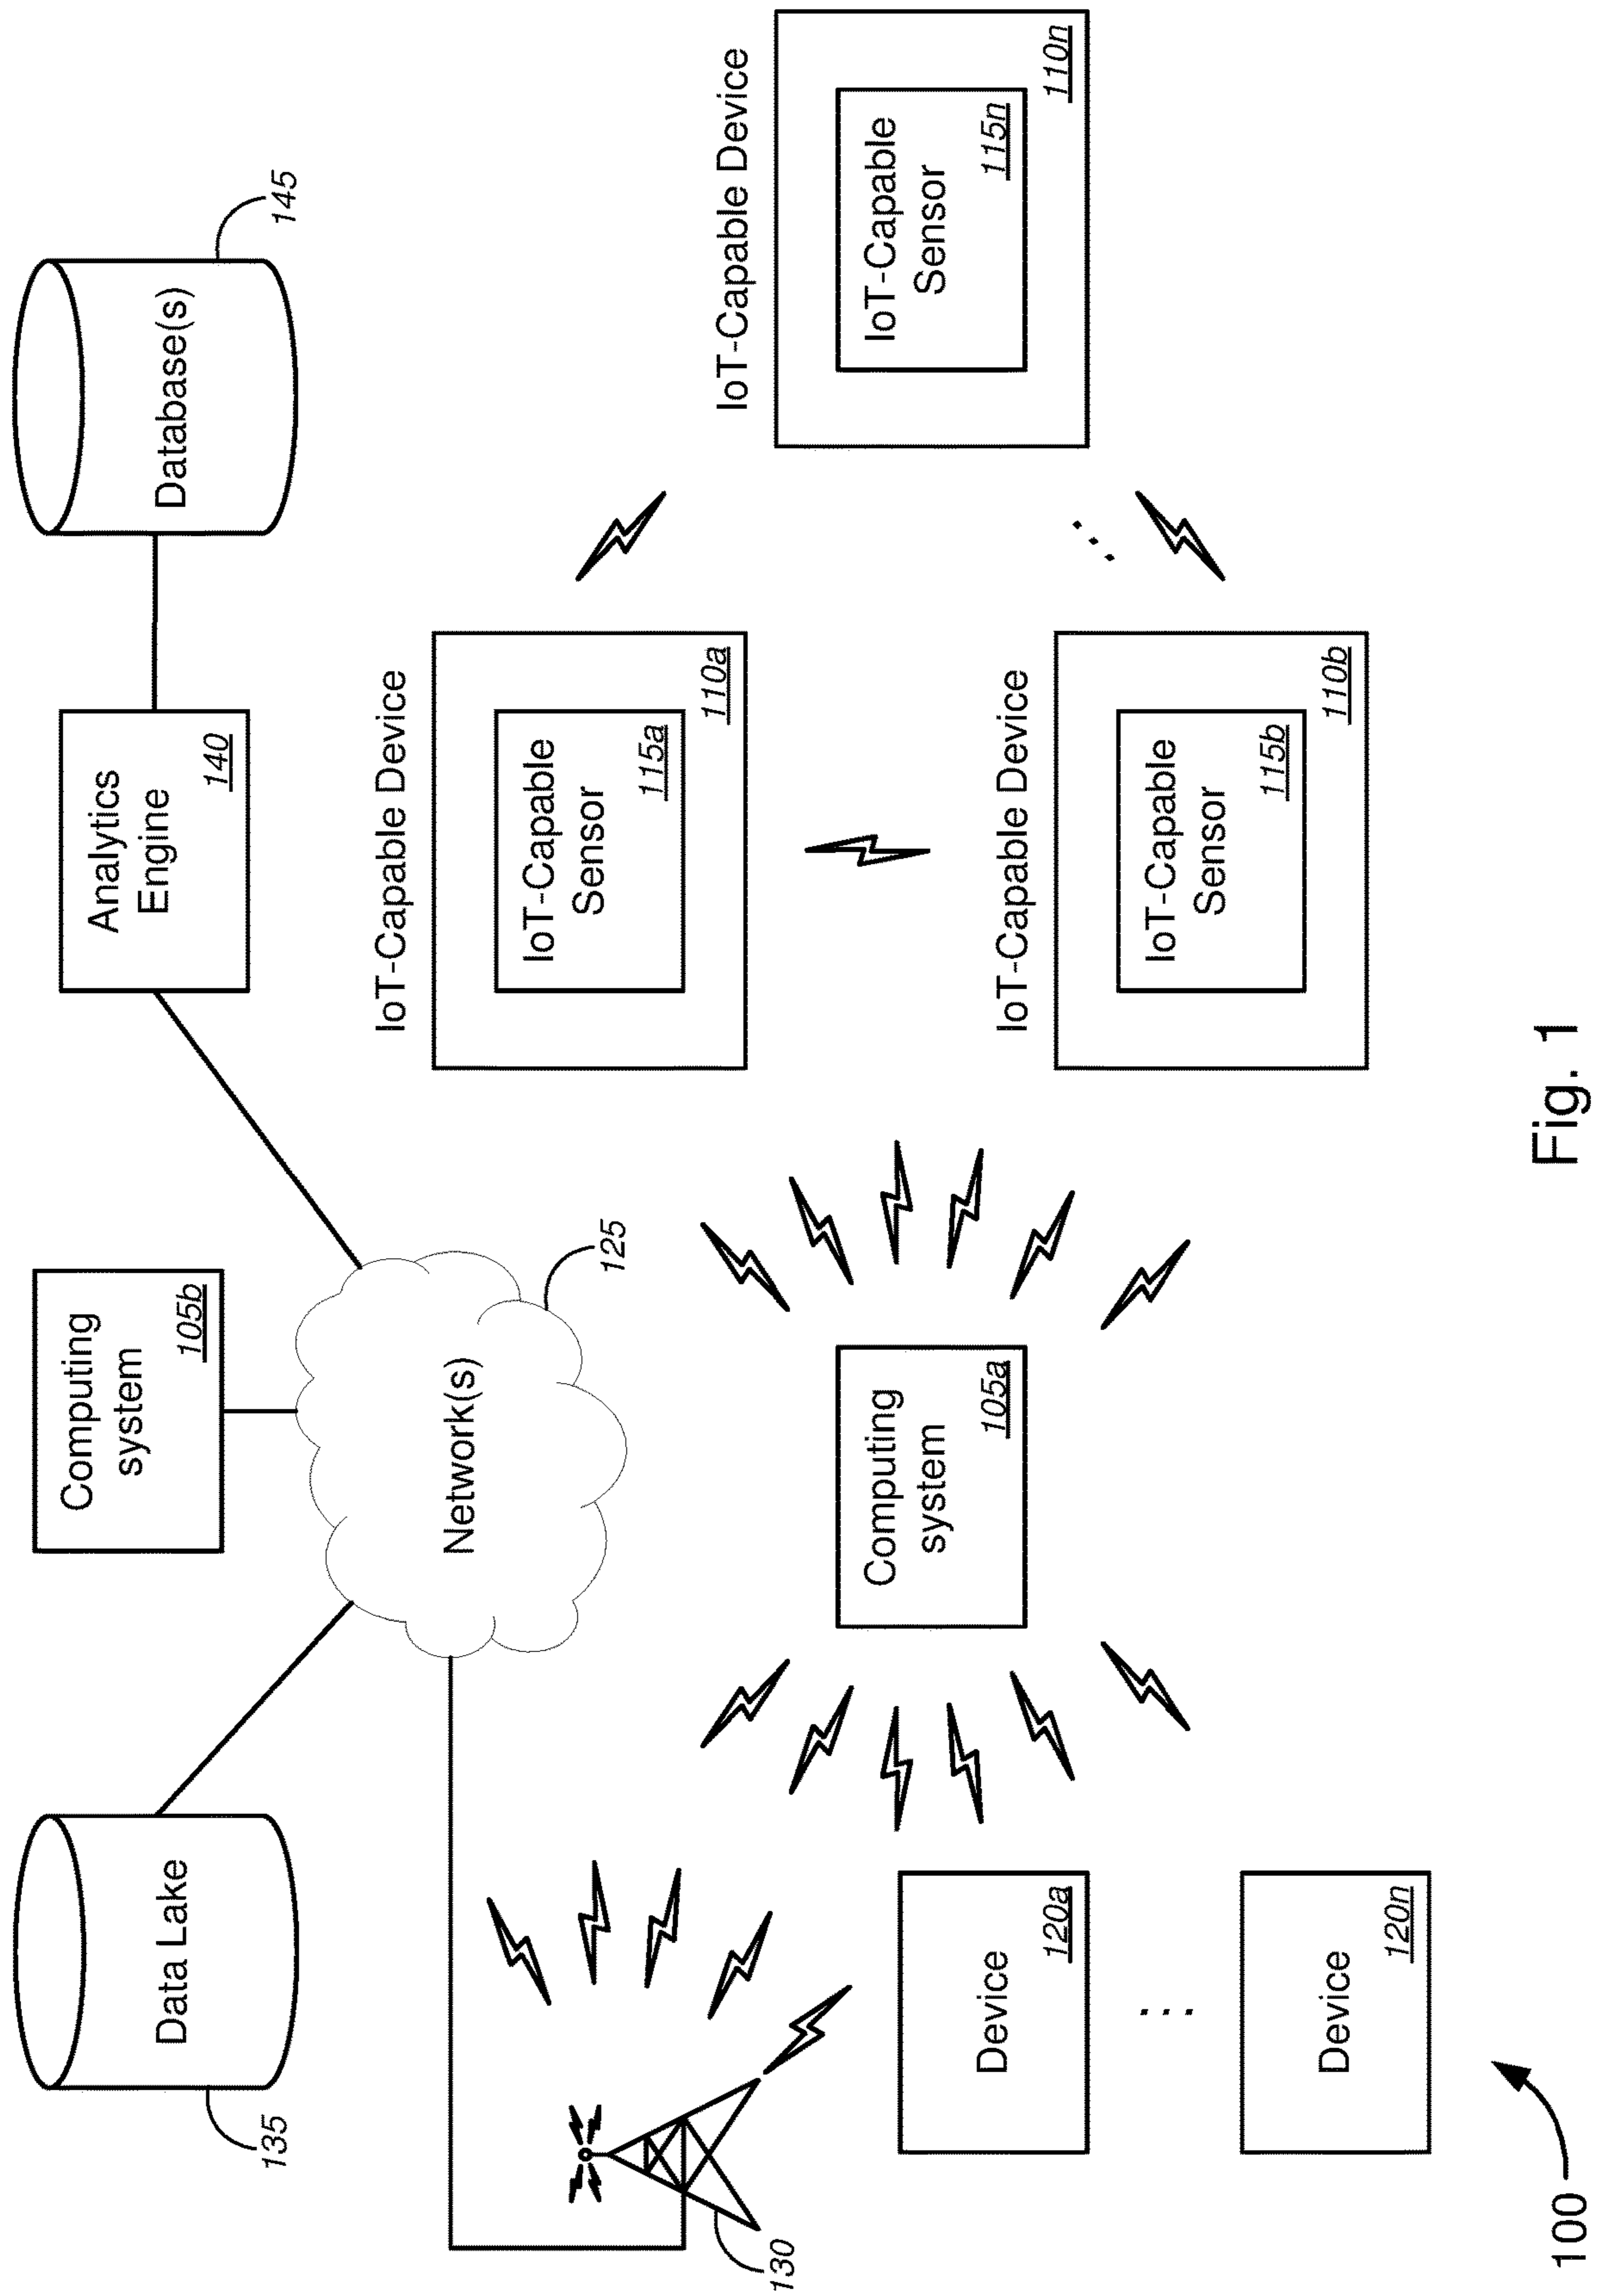 Data Lake
135
Computing
system
105b
Analytics
Engine
140
Database(s)
145
Network(s)
125
130
IoT-Capable Device
IoT-Capable
Sensor
115a
110a
IoT-Capable Device
IoT-Capable
Sensor
115n
110n
Computing
system
105a
Device
120a
. . .
Device
120n
IoT-Capable Device
IoT-Capable
Sensor
115b
110b
. . .
100
Fig. 1